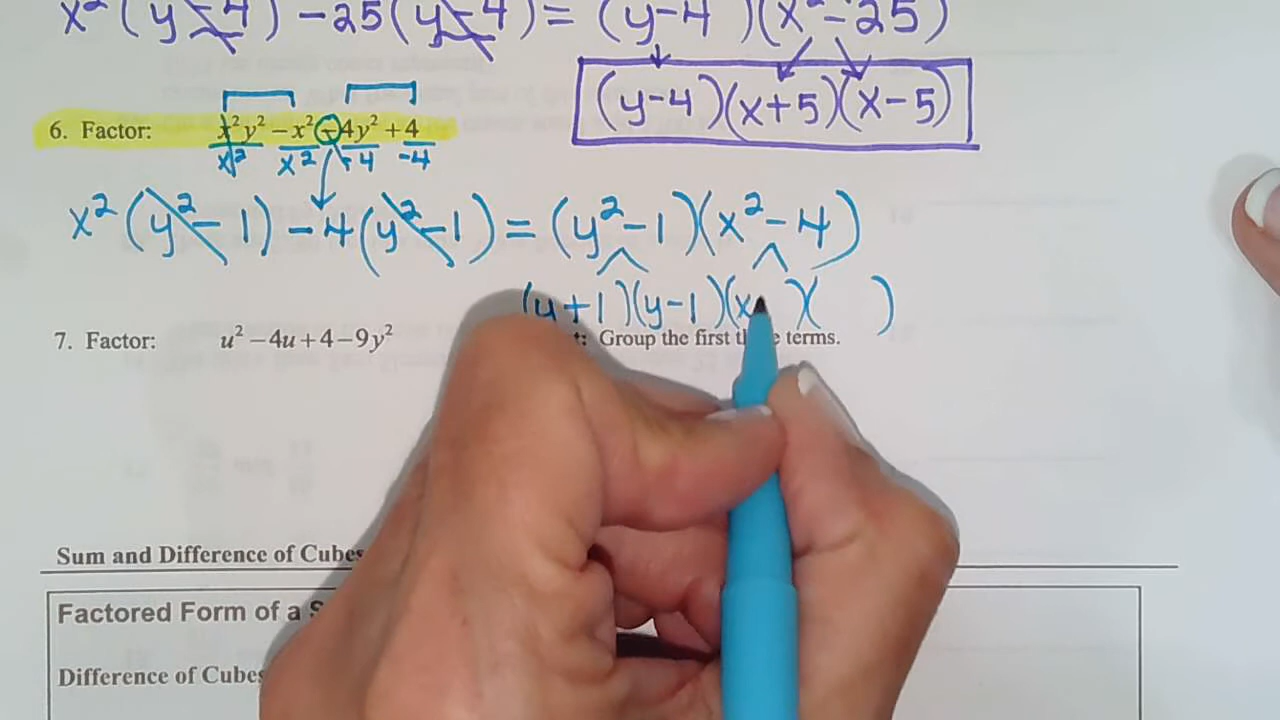 x²(y-4) -25(y-4) = (y-4)(x²-25)
(y-4)(x+5)(x-5)
6. Factor: x²y² - x² - 4y² + 4
x² x² -4 -4
x²(y²-1) -4(y²-1) = (y²-1)(x²-4)
(y+1)(y-1)(x )( )
7. Factor: u² - 4u + 4 - 9y² : Group the first terms.
Sum and Difference of Cubes
Factored Form of a S
Difference of Cubes